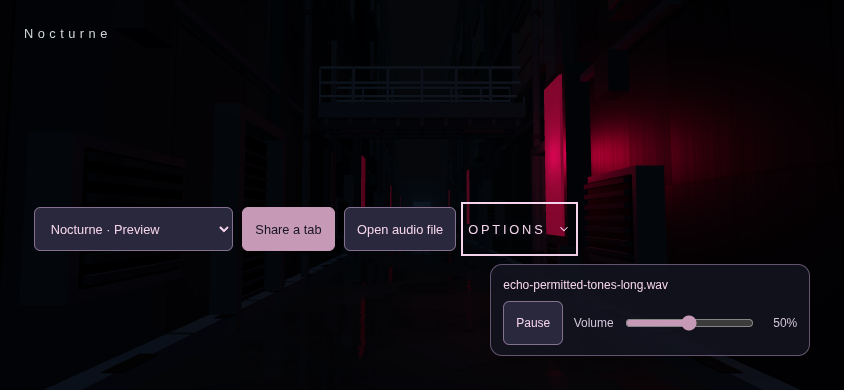 Nocturne
Nocturne · Preview
Share a tab
Open audio file
OPTIONS
echo-permitted-tones-long.wav
Pause
Volume
50%